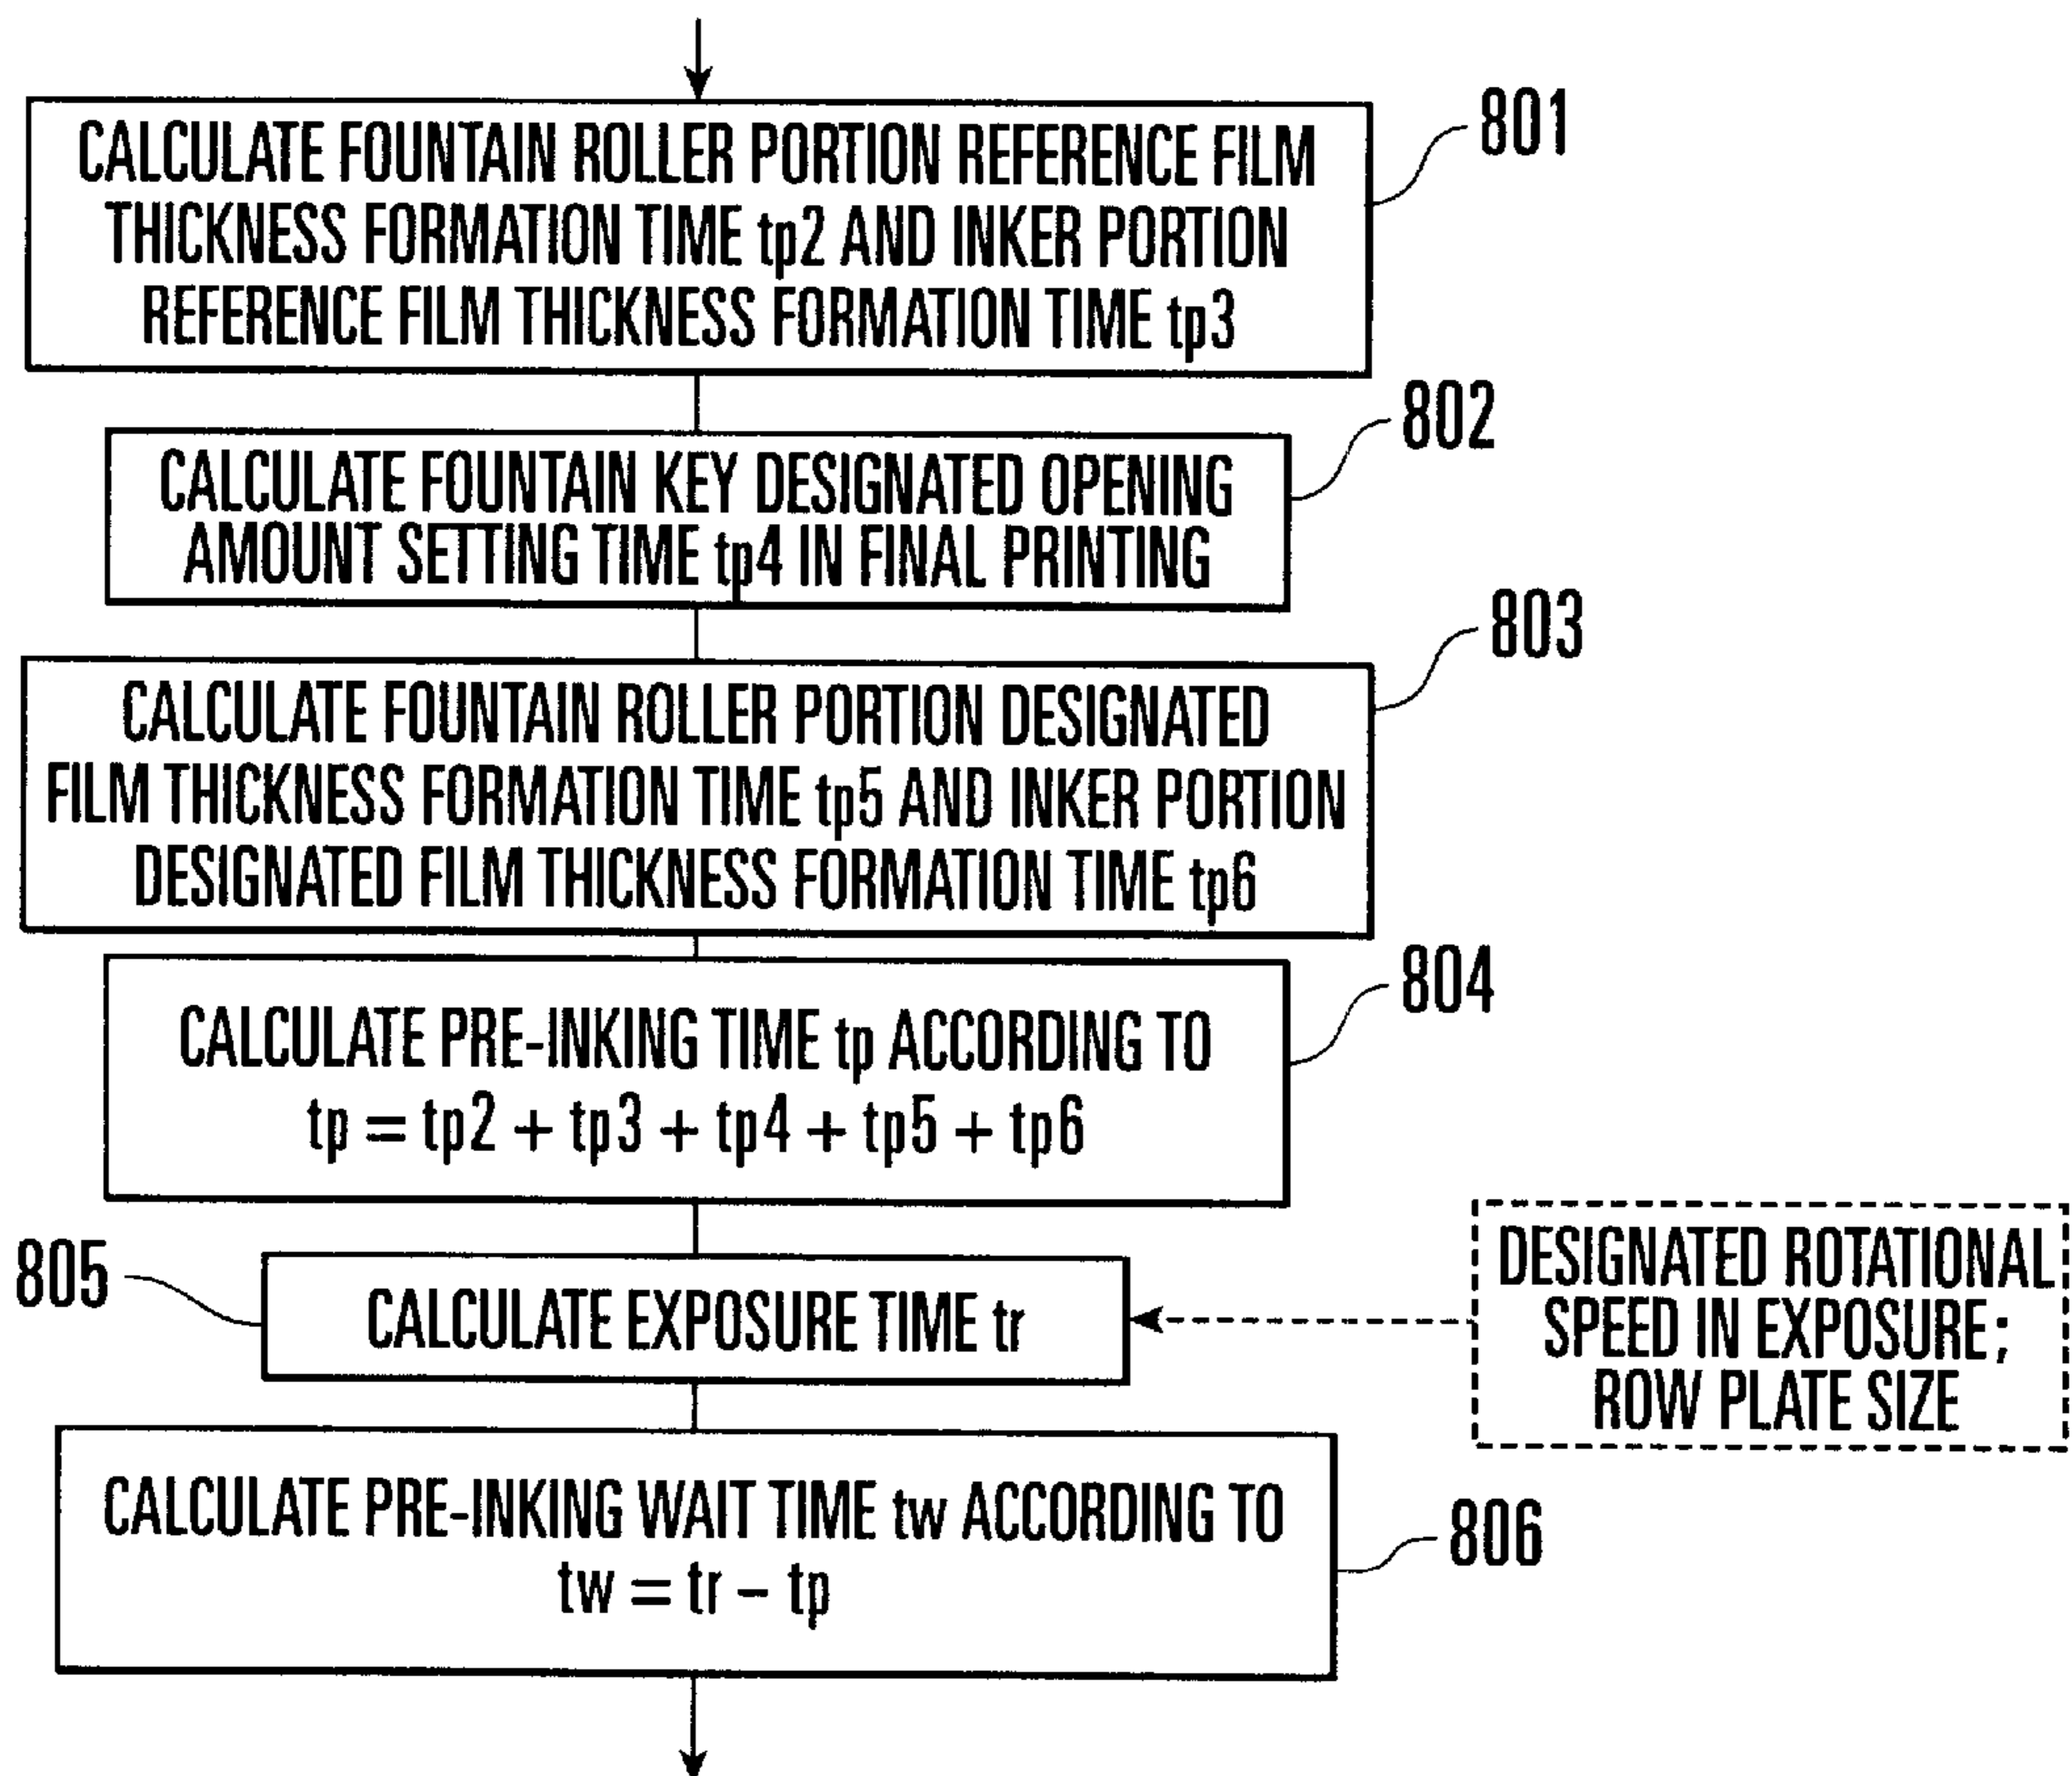 CALCULATE FOUNTAIN ROLLER PORTION REFERENCE FILM
THICKNESS FORMATION TIME tp2 AND INKER PORTION
REFERENCE FILM THICKNESS FORMATION TIME tp3
801
CALCULATE FOUNTAIN KEY DESIGNATED OPENING
AMOUNT SETTING TIME tp4 IN FINAL PRINTING
802
CALCULATE FOUNTAIN ROLLER PORTION DESIGNATED
FILM THICKNESS FORMATION TIME tp5 AND INKER PORTION
DESIGNATED FILM THICKNESS FORMATION TIME tp6
803
CALCULATE PRE-INKING TIME tp ACCORDING TO
tp = tp2 + tp3 + tp4 + tp5 + tp6
804
805
CALCULATE EXPOSURE TIME tr
DESIGNATED ROTATIONAL
SPEED IN EXPOSURE;
ROW PLATE SIZE
CALCULATE PRE-INKING WAIT TIME tw ACCORDING TO
tw = tr – tp
806